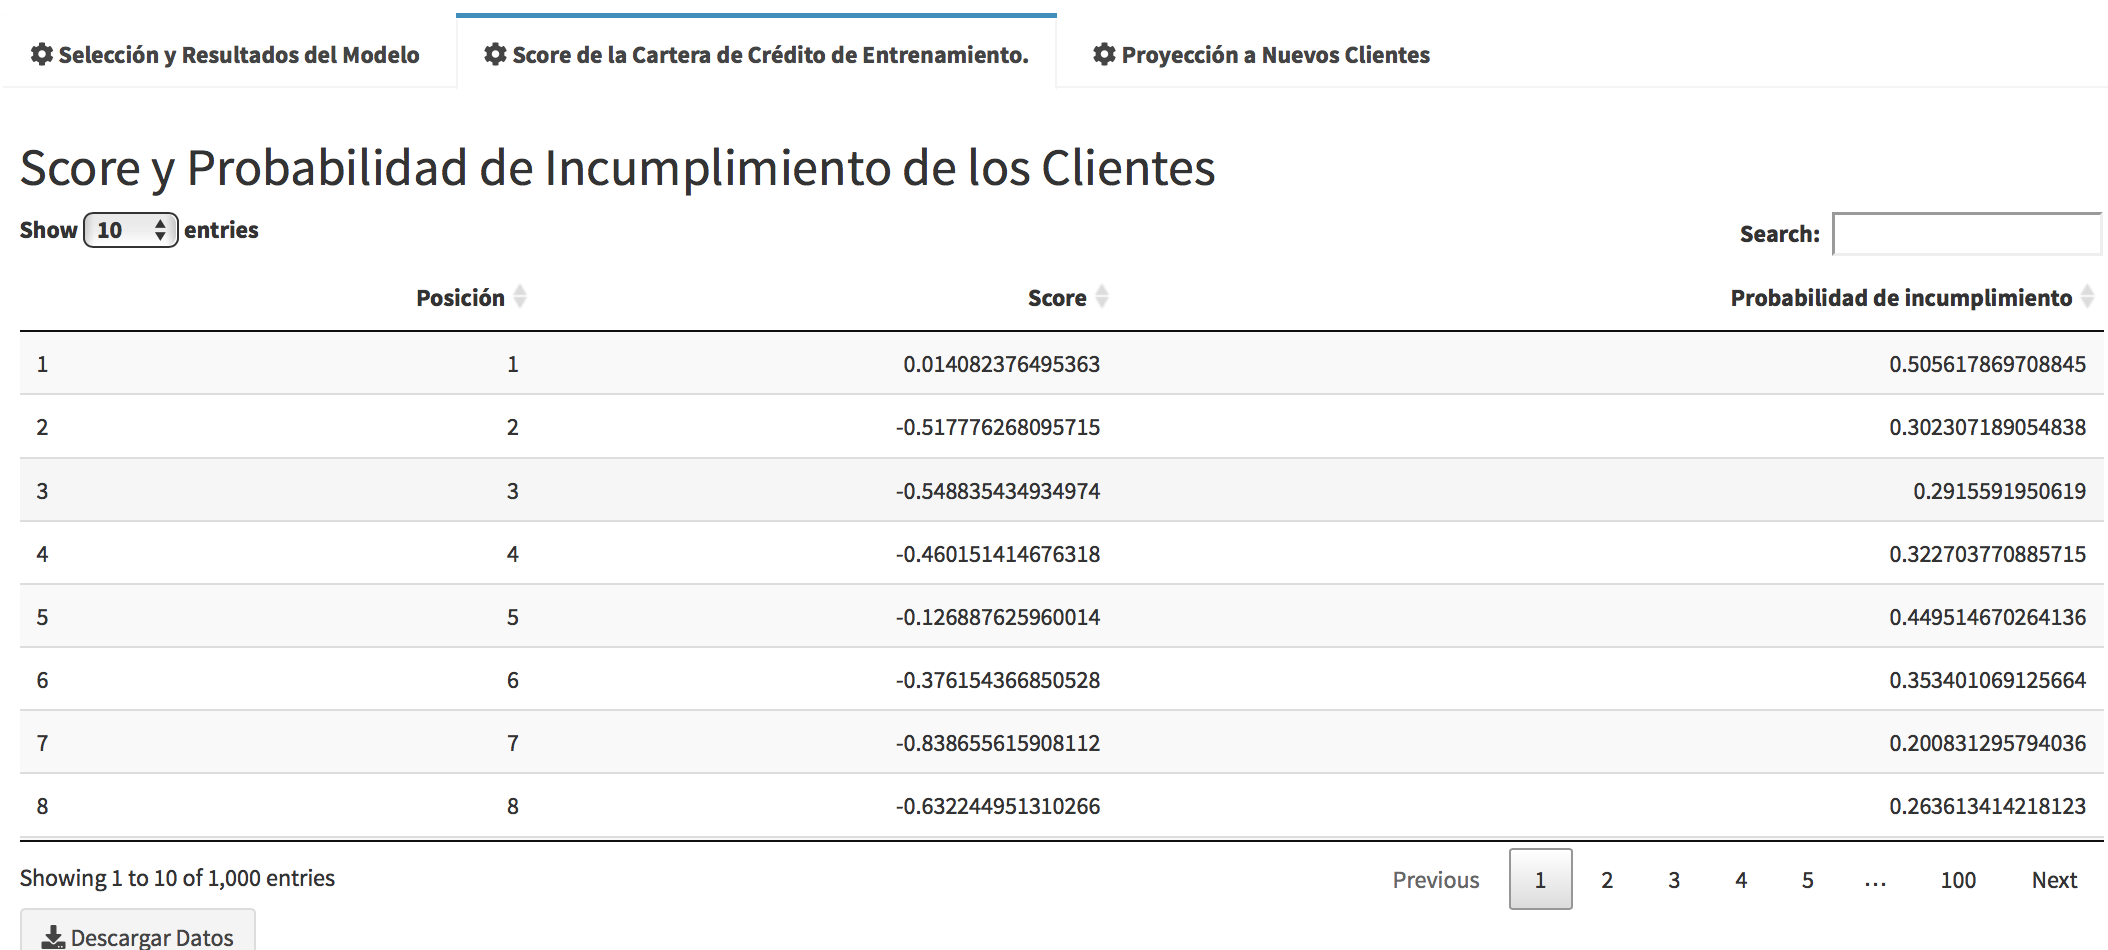 Selección y Resultados del Modelo Score de la Cartera de Crédito de Entrenamiento. Proyección a Nuevos Clientes
Score y Probabilidad de Incumplimiento de los Clientes
Show 10 entries Search:
Posición Score Probabilidad de incumplimiento
1 1 0.014082376495363 0.505617869708845
2 2 -0.517776268095715 0.302307189054838
3 3 -0.548835434934974 0.2915591950619
4 4 -0.460151414676318 0.322703770885715
5 5 -0.126887625960014 0.449514670264136
6 6 -0.376154366850528 0.353401069125664
7 7 -0.838655615908112 0.200831295794036
8 8 -0.632244951310266 0.263613414218123
Showing 1 to 10 of 1,000 entries Previous 1 2 3 4 5 ... 100 Next
Descargar Datos